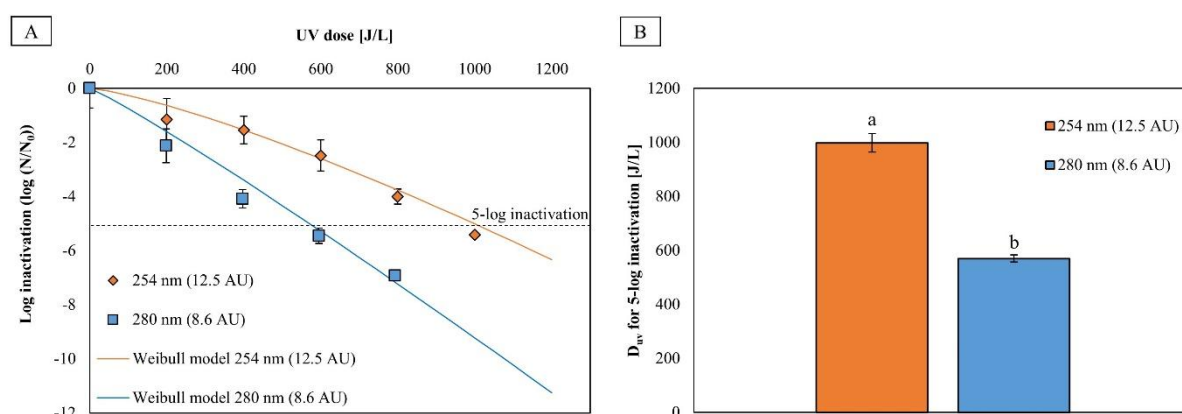 A
UV dose [J/L]
0 200 400 600 800 1000 1200
Log inactivation (log (N/N₀))
0
-2
-4
-6
-8
-10
-12
5-log inactivation
254 nm (12.5 AU)
280 nm (8.6 AU)
Weibull model 254 nm (12.5 AU)
Weibull model 280 nm (8.6 AU)
B
Duv for 5-log inactivation [J/L]
1200
1000
800
600
400
200
0
a
b
254 nm (12.5 AU)
280 nm (8.6 AU)